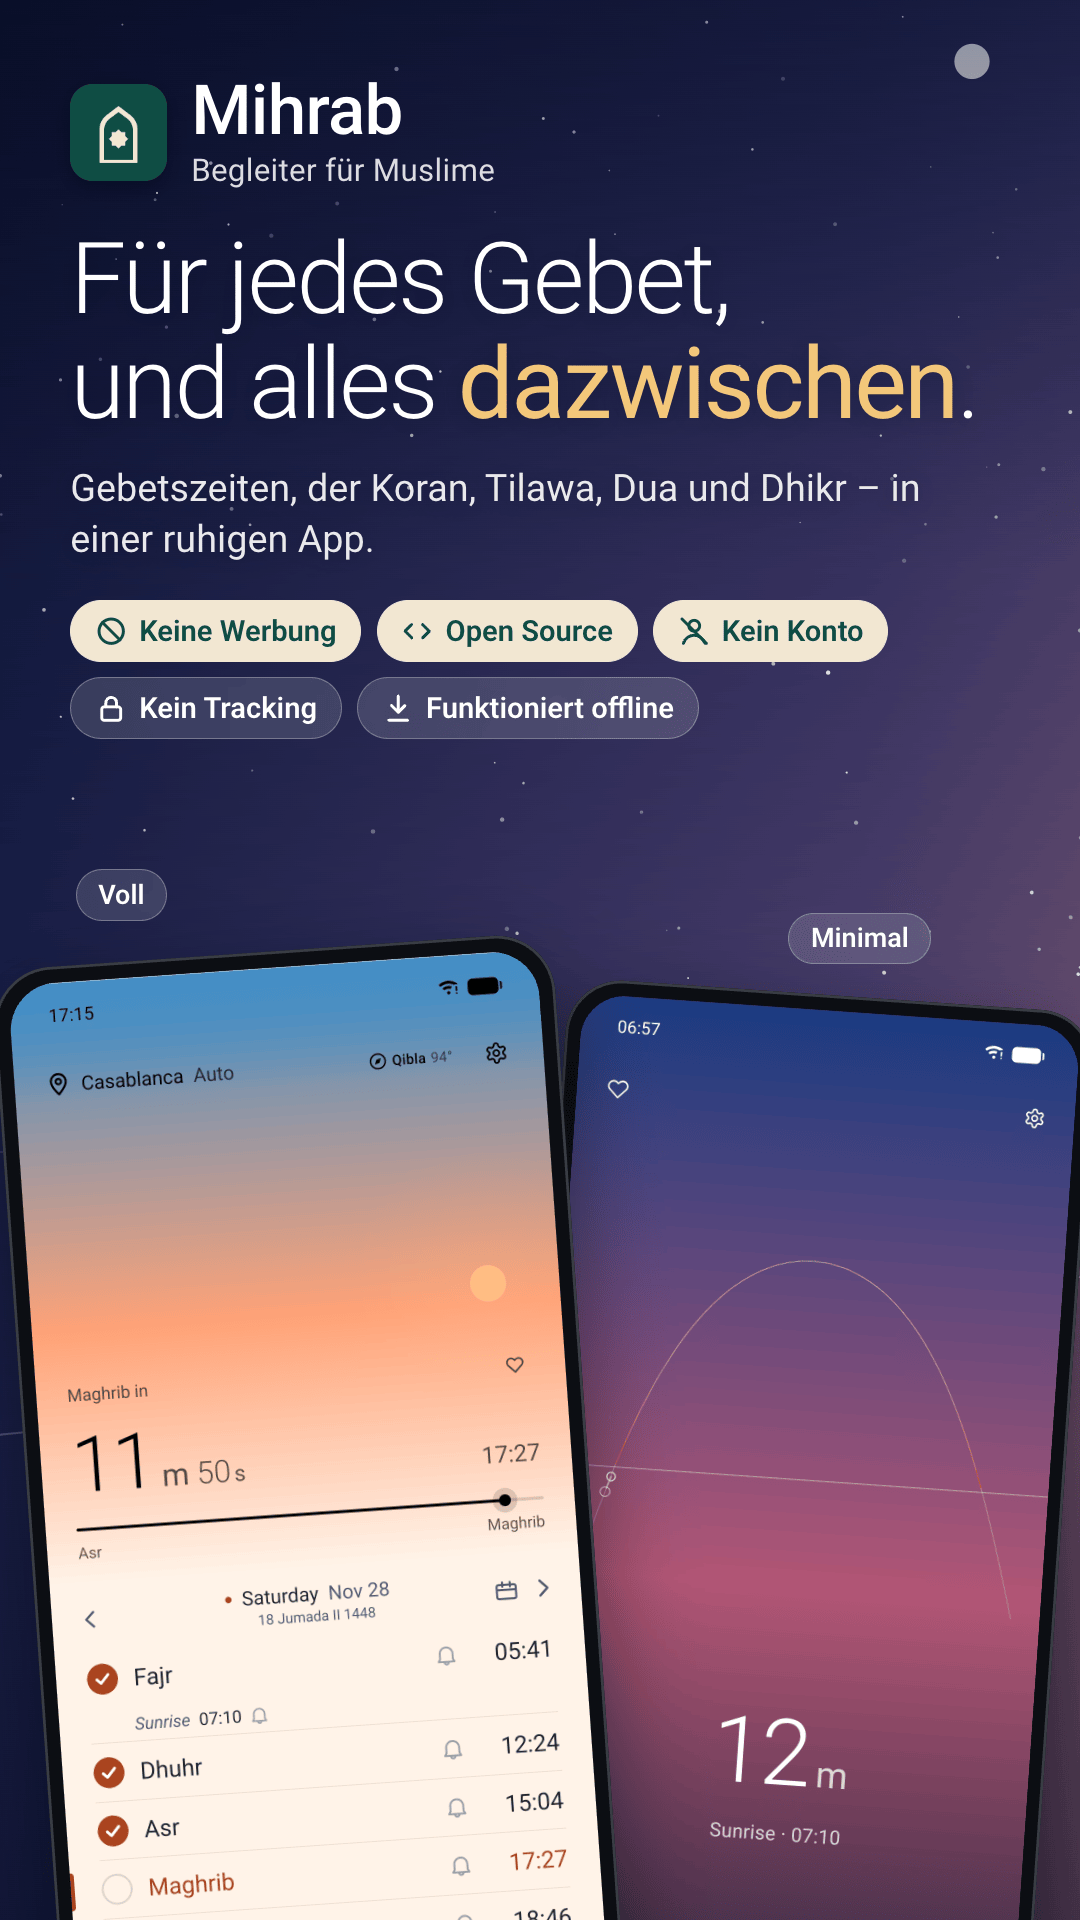 Mihrab
Begleiter für Muslime
Für jedes Gebet,
und alles dazwischen.
Gebetszeiten, der Koran, Tilawa, Dua und Dhikr – in
einer ruhigen App.
Keine Werbung
Open Source
Kein Konto
Kein Tracking
Funktioniert offline
Voll
Minimal
17:15
Casablanca Auto
Qibla 94°
Maghrib in
11 m 50 s
17:27
Asr
Maghrib
Saturday Nov 28
18 Jumada II 1448
Fajr 05:41
Sunrise 07:10
Dhuhr 12:24
Asr 15:04
Maghrib 17:27
18:46
06:57
12 m
Sunrise · 07:10